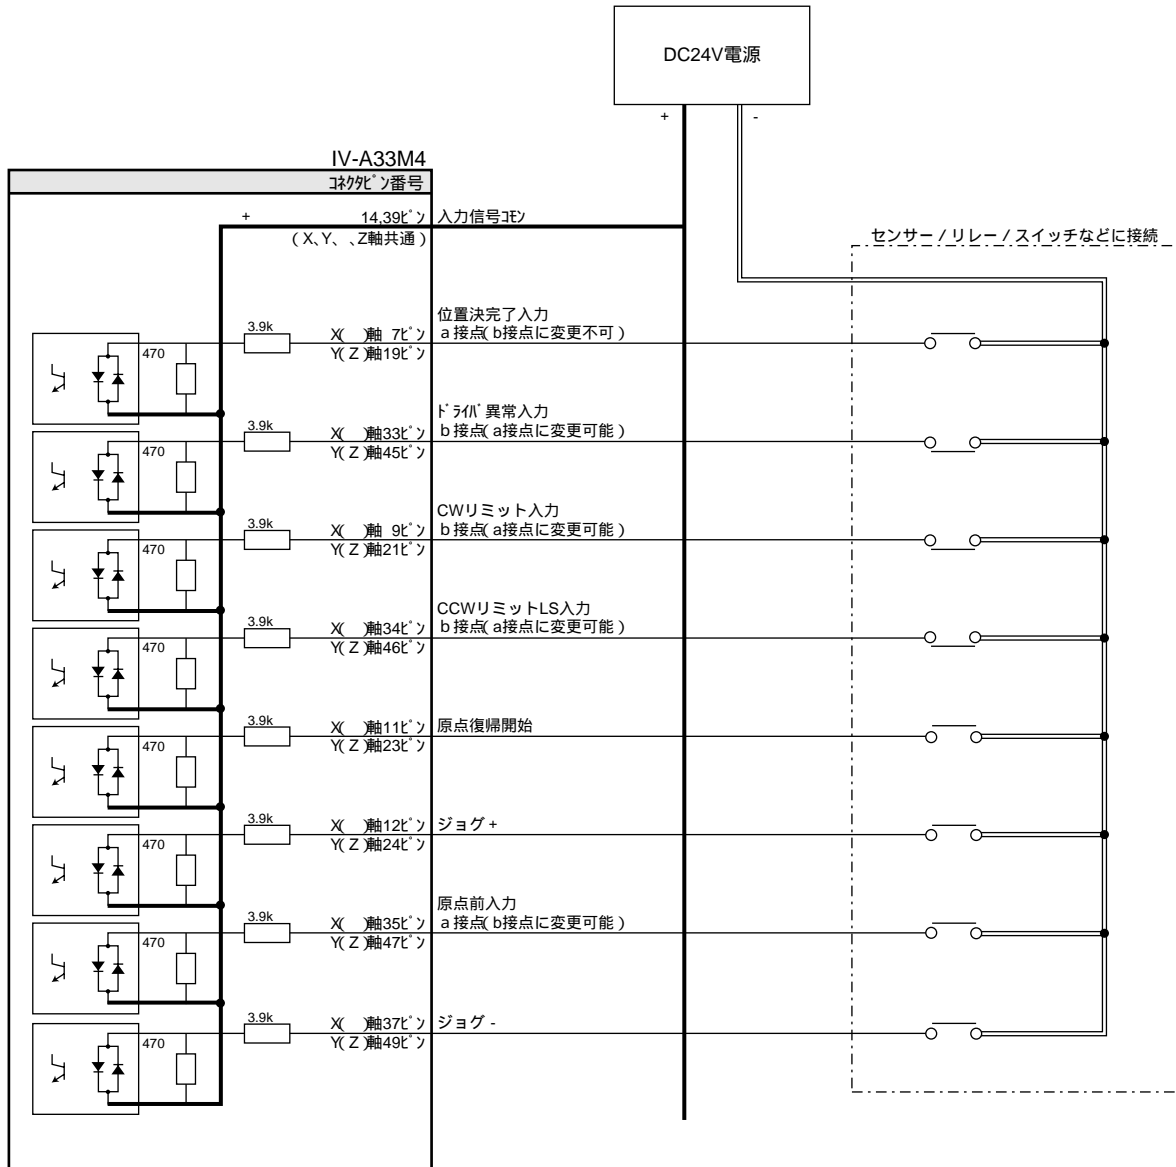 DC24V電源
+ -
IV-A33M4
コネクタピン番号
+ 14,39ピン 入力信号コモン
(X、Y、 、Z軸共通)
センサー/リレー/スイッチなどに接続
位置決完了入力
3.9k X( )軸 7ピン a接点(b接点に変更不可)
Y(Z)軸19ピン
470
ドライバ異常入力
3.9k X( )軸33ピン b接点(a接点に変更可能)
Y(Z)軸45ピン
470
CWリミット入力
3.9k X( )軸 9ピン b接点(a接点に変更可能)
Y(Z)軸21ピン
470
CCWリミットLS入力
3.9k X( )軸34ピン b接点(a接点に変更可能)
Y(Z)軸46ピン
470
3.9k X( )軸11ピン 原点復帰開始
Y(Z)軸23ピン
470
3.9k X( )軸12ピン ジョグ+
Y(Z)軸24ピン
470
原点前入力
3.9k X( )軸35ピン a接点(b接点に変更可能)
Y(Z)軸47ピン
470
3.9k X( )軸37ピン ジョグ-
Y(Z)軸49ピン
470